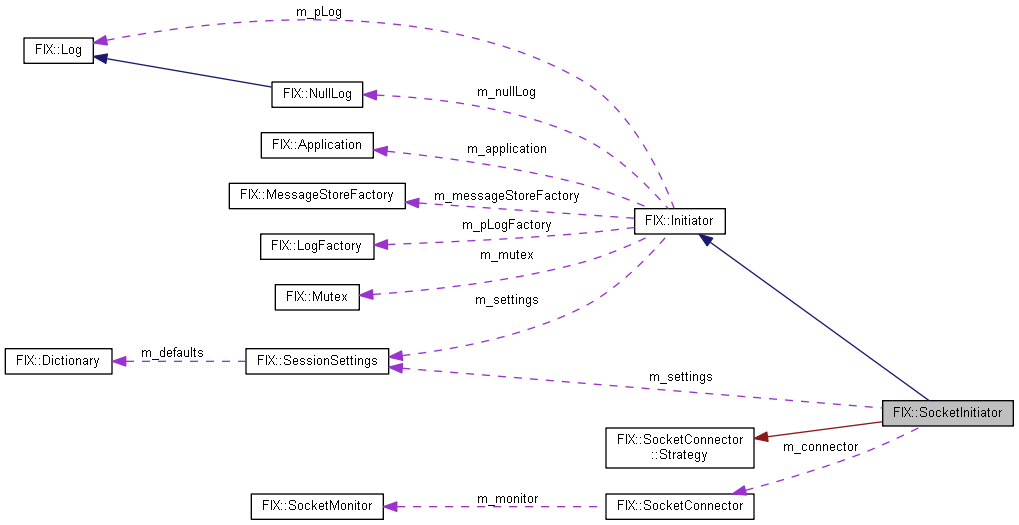 m_pLog
FIX::Log
FIX::NullLog
m_nullLog
FIX::Application
m_application
FIX::MessageStoreFactory
m_messageStoreFactory
FIX::Initiator
m_pLogFactory
FIX::LogFactory
m_mutex
FIX::Mutex
m_settings
FIX::Dictionary
m_defaults
FIX::SessionSettings
m_settings
FIX::SocketInitiator
FIX::SocketConnector
::Strategy
m_connector
FIX::SocketMonitor
m_monitor
FIX::SocketConnector